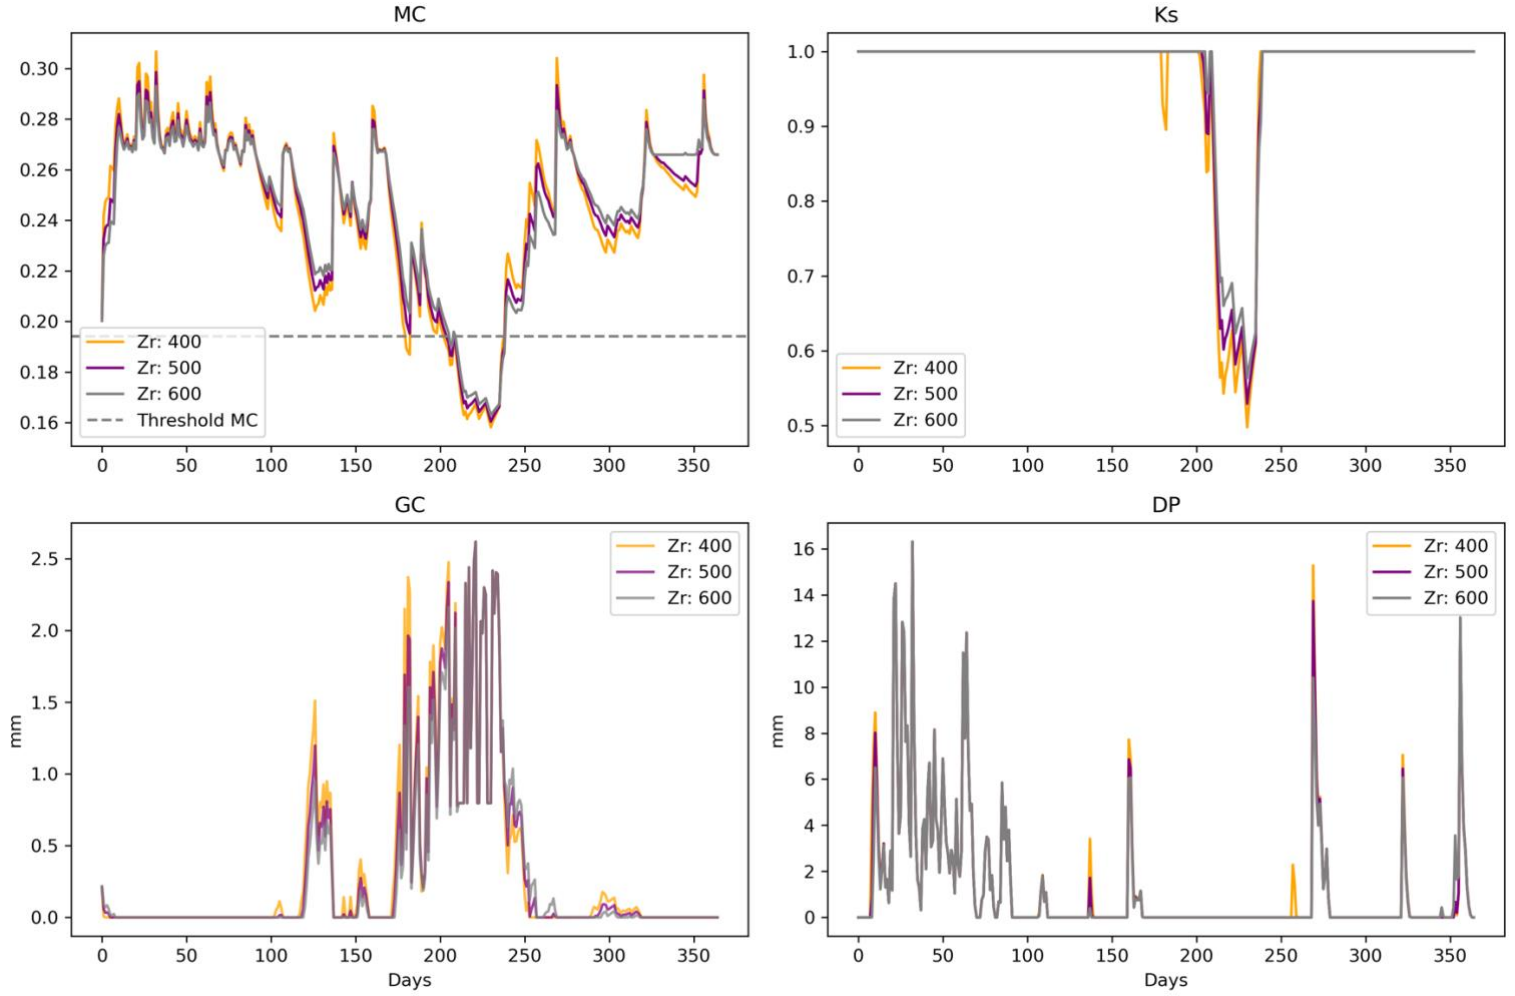 MC
0.30
0.28
0.26
0.24
0.22
0.20
0.18
0.16
Zr: 400
Zr: 500
Zr: 600
Threshold MC
0 50 100 150 200 250 300 350
Ks
1.0
0.9
0.8
0.7
0.6
0.5
Zr: 400
Zr: 500
Zr: 600
0 50 100 150 200 250 300 350
GC
2.5
2.0
1.5
1.0
0.5
0.0
mm
Zr: 400
Zr: 500
Zr: 600
0 50 100 150 200 250 300 350
Days
DP
16
14
12
10
8
6
4
2
0
mm
Zr: 400
Zr: 500
Zr: 600
0 50 100 150 200 250 300 350
Days